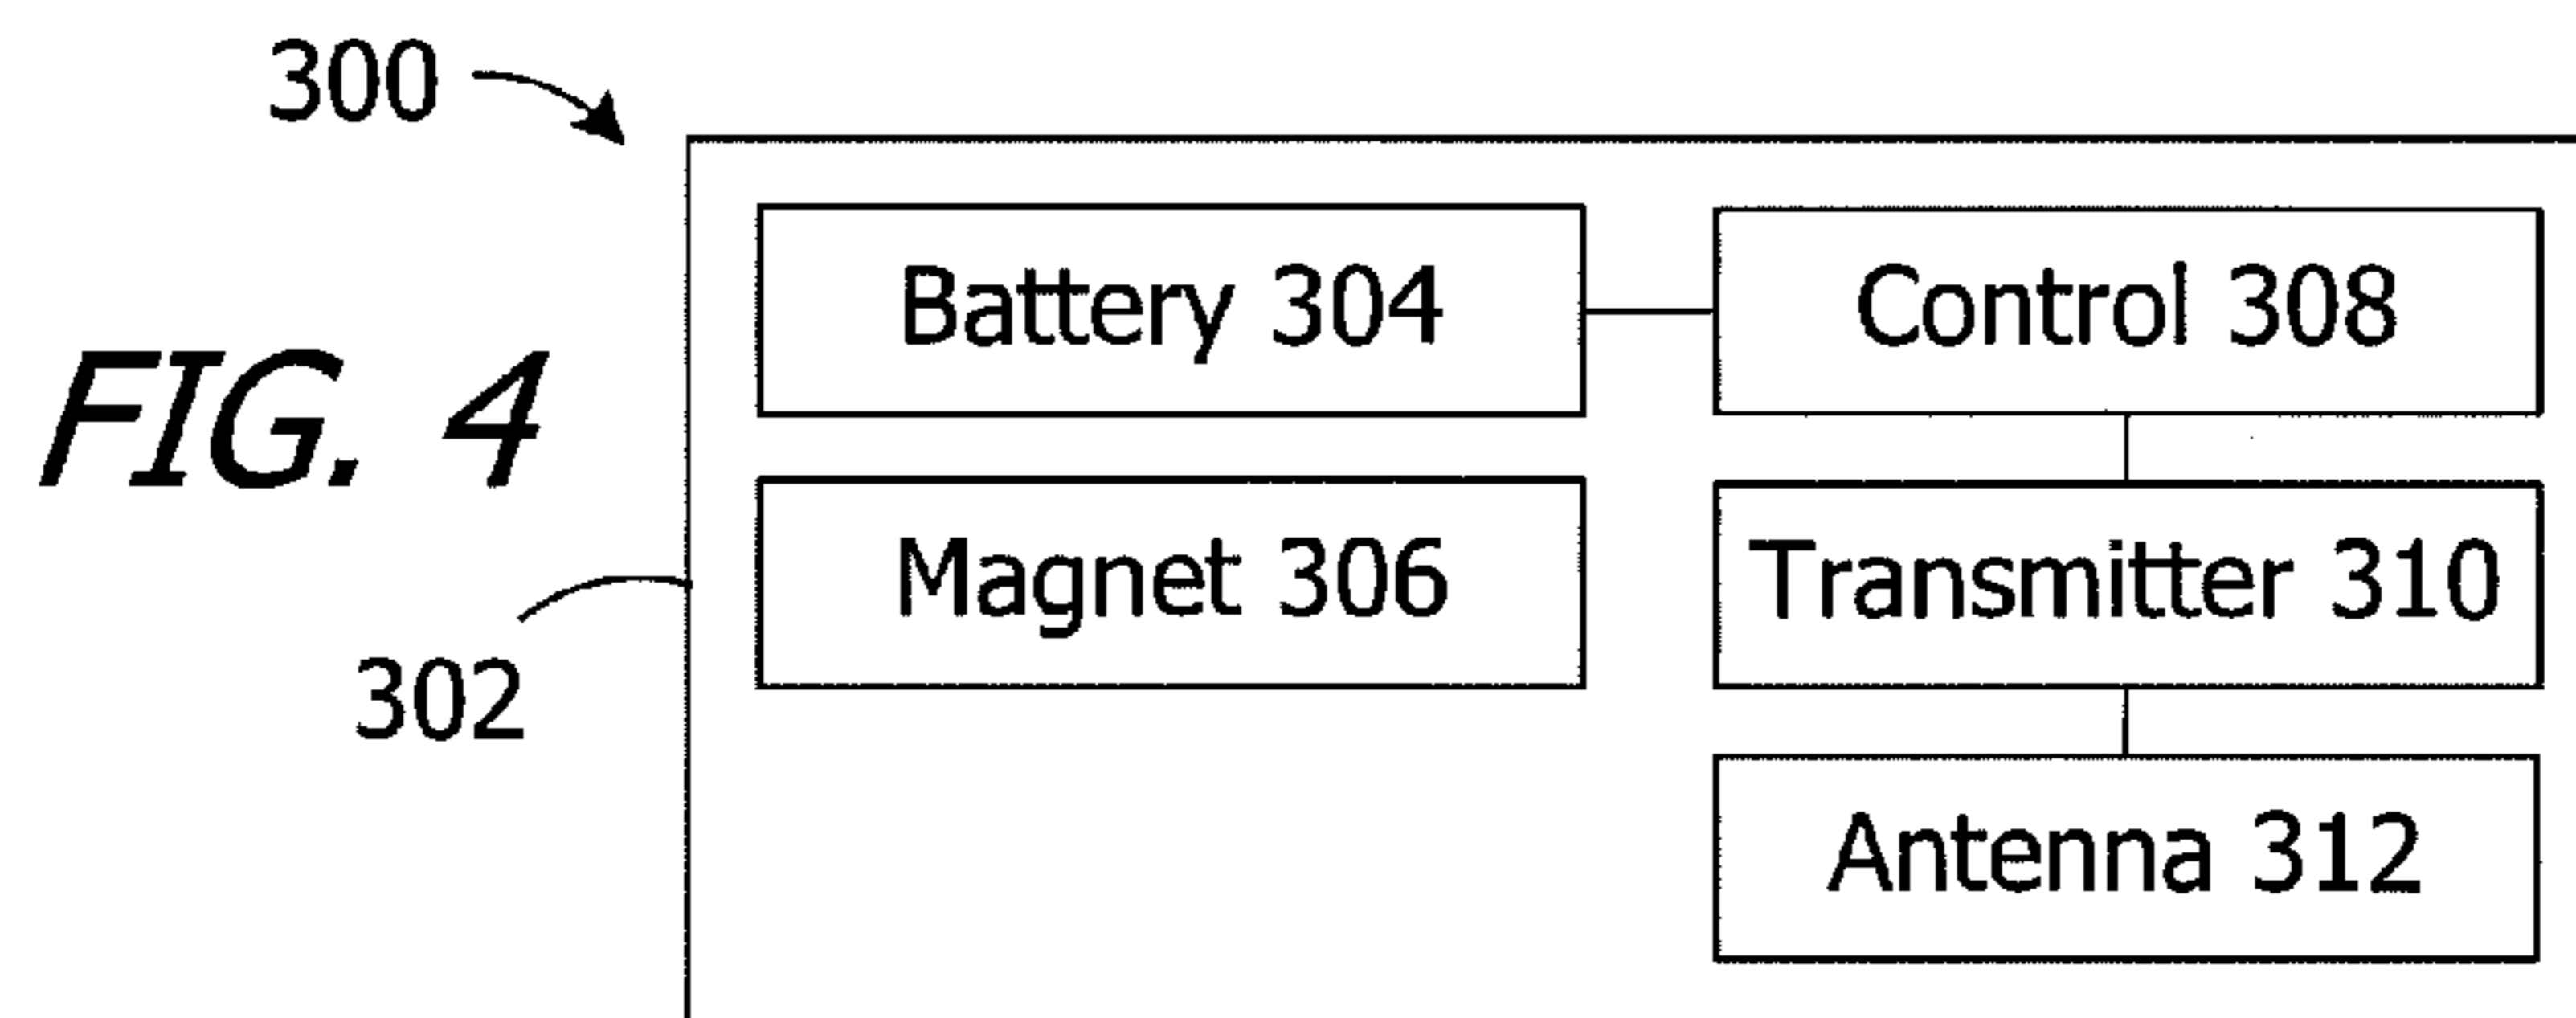 300
Battery 304
Control 308
FIG. 4
Magnet 306
Transmitter 310
302
Antenna 312